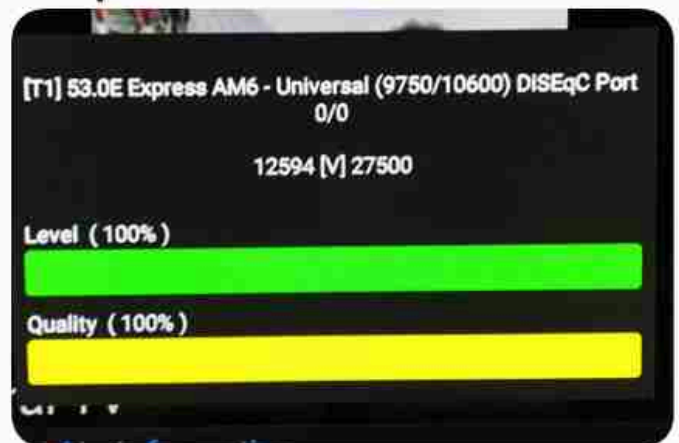 [T1] 53.0E Express AM6 - Universal (9750/10600) DISEqC Port
0/0
12594 [V] 27500
Level ( 100% )
Quality ( 100% )